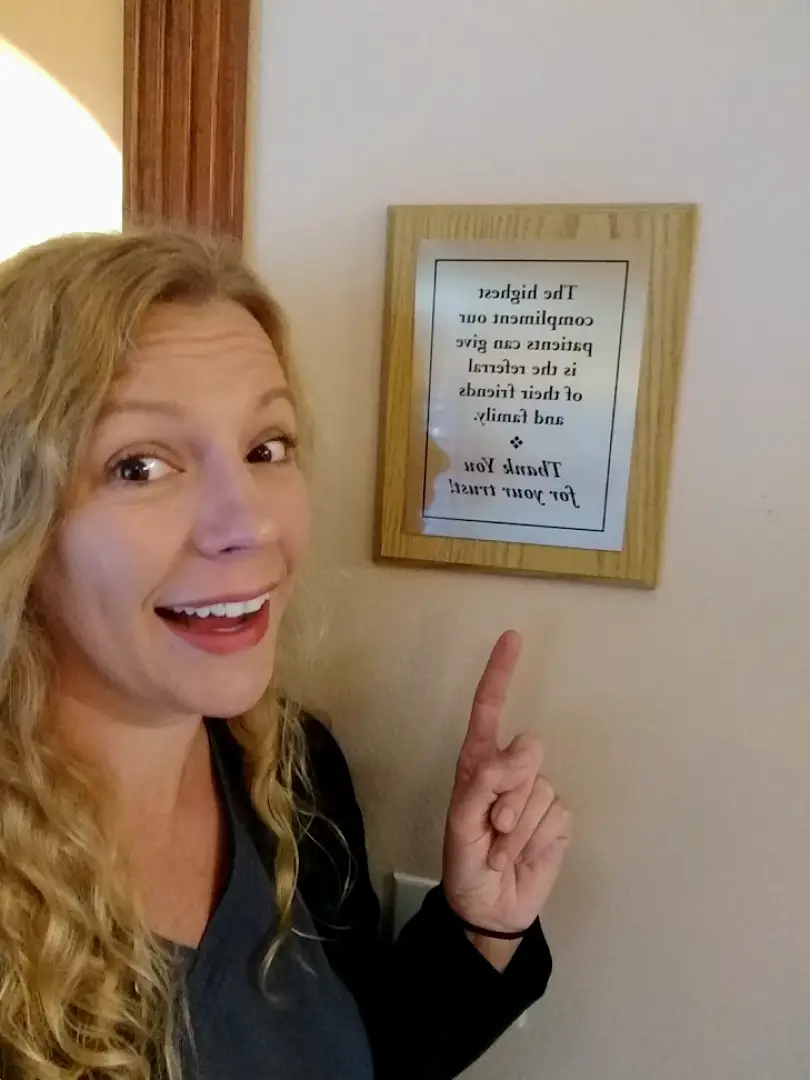 The highest
compliment our
patients can give
is the referral
of their friends
and family.
Thank You
for your trust!